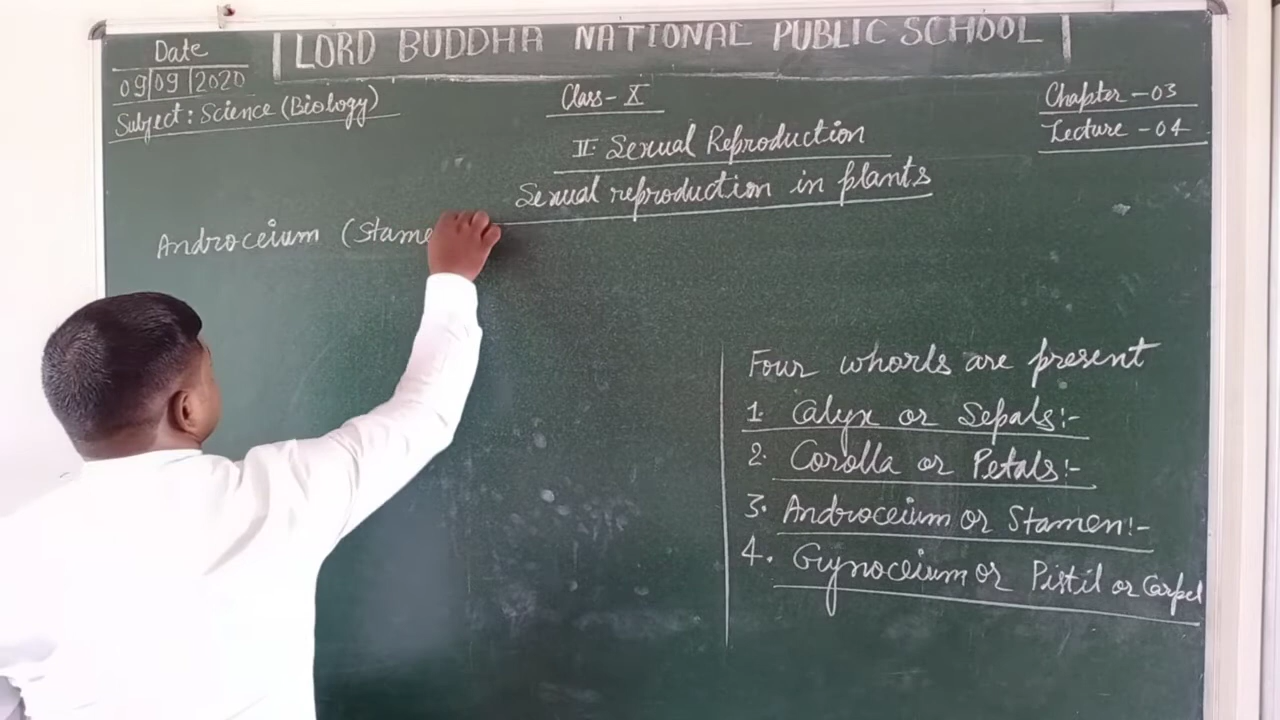 Date
LORD BUDDHA NATIONAL PUBLIC SCHOOL
09/09/2020
Subject: Science (Biology)
Class - X
Chapter - 03
Lecture - 04
II. Sexual Reproduction
Sexual reproduction in plants
Androceium (Stame
Four whorls are present
1. Calyx or Sepals:-
2. Corolla or Petals:-
3. Androceium or Stamen:-
4. Gynoceium or Pistil or Carpel